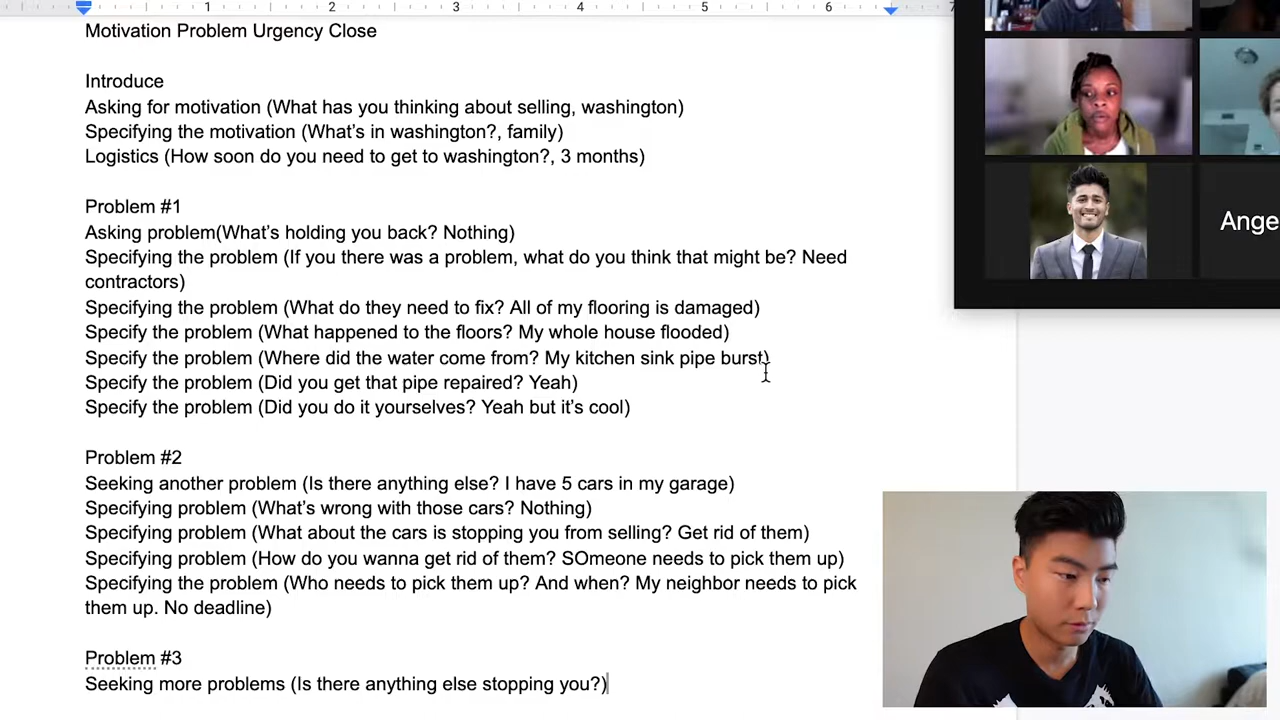 1 2 3 4 5 6 7
Motivation Problem Urgency Close
Introduce
Asking for motivation (What has you thinking about selling, washington)
Specifying the motivation (What's in washington?, family)
Logistics (How soon do you need to get to washington?, 3 months)
Problem #1
Asking problem(What's holding you back? Nothing)
Specifying the problem (If you there was a problem, what do you think that might be? Need
contractors)
Specifying the problem (What do they need to fix? All of my flooring is damaged)
Specify the problem (What happened to the floors? My whole house flooded)
Specify the problem (Where did the water come from? My kitchen sink pipe burst)
Specify the problem (Did you get that pipe repaired? Yeah)
Specify the problem (Did you do it yourselves? Yeah but it's cool)
Problem #2
Seeking another problem (Is there anything else? I have 5 cars in my garage)
Specifying problem (What's wrong with those cars? Nothing)
Specifying problem (What about the cars is stopping you from selling? Get rid of them)
Specifying problem (How do you wanna get rid of them? SOmeone needs to pick them up)
Specifying the problem (Who needs to pick them up? And when? My neighbor needs to pick
them up. No deadline)
Problem #3
Seeking more problems (Is there anything else stopping you?)
Ange